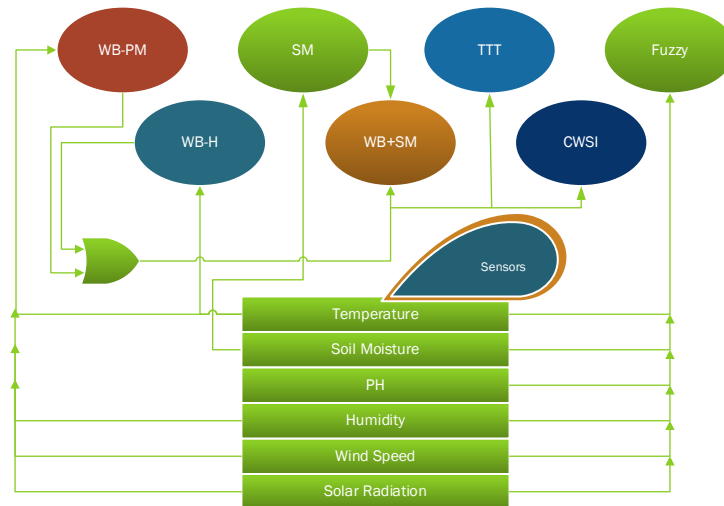 WB-PM
SM
TTT
Fuzzy
WB-H
WB+SM
CWSI
Sensors
Temperature
Soil Moisture
PH
Humidity
Wind Speed
Solar Radiation